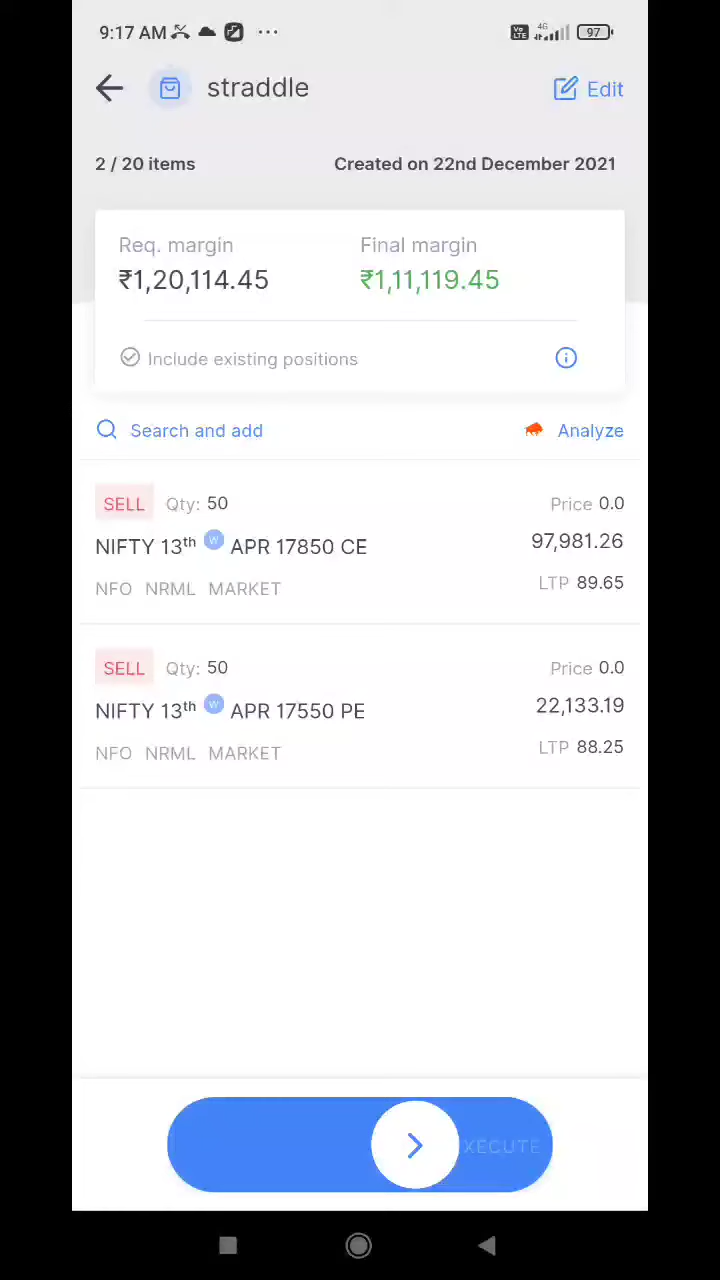 9:17 AM ... Vo LTE 4G 97
straddle Edit
2 / 20 items Created on 22nd December 2021
Req. margin Final margin
₹1,20,114.45 ₹1,11,119.45
Include existing positions
Search and add Analyze
SELL Qty: 50 Price 0.0
NIFTY 13th W APR 17850 CE 97,981.26
NFO NRML MARKET LTP 89.65
SELL Qty: 50 Price 0.0
NIFTY 13th W APR 17550 PE 22,133.19
NFO NRML MARKET LTP 88.25
XECUTE